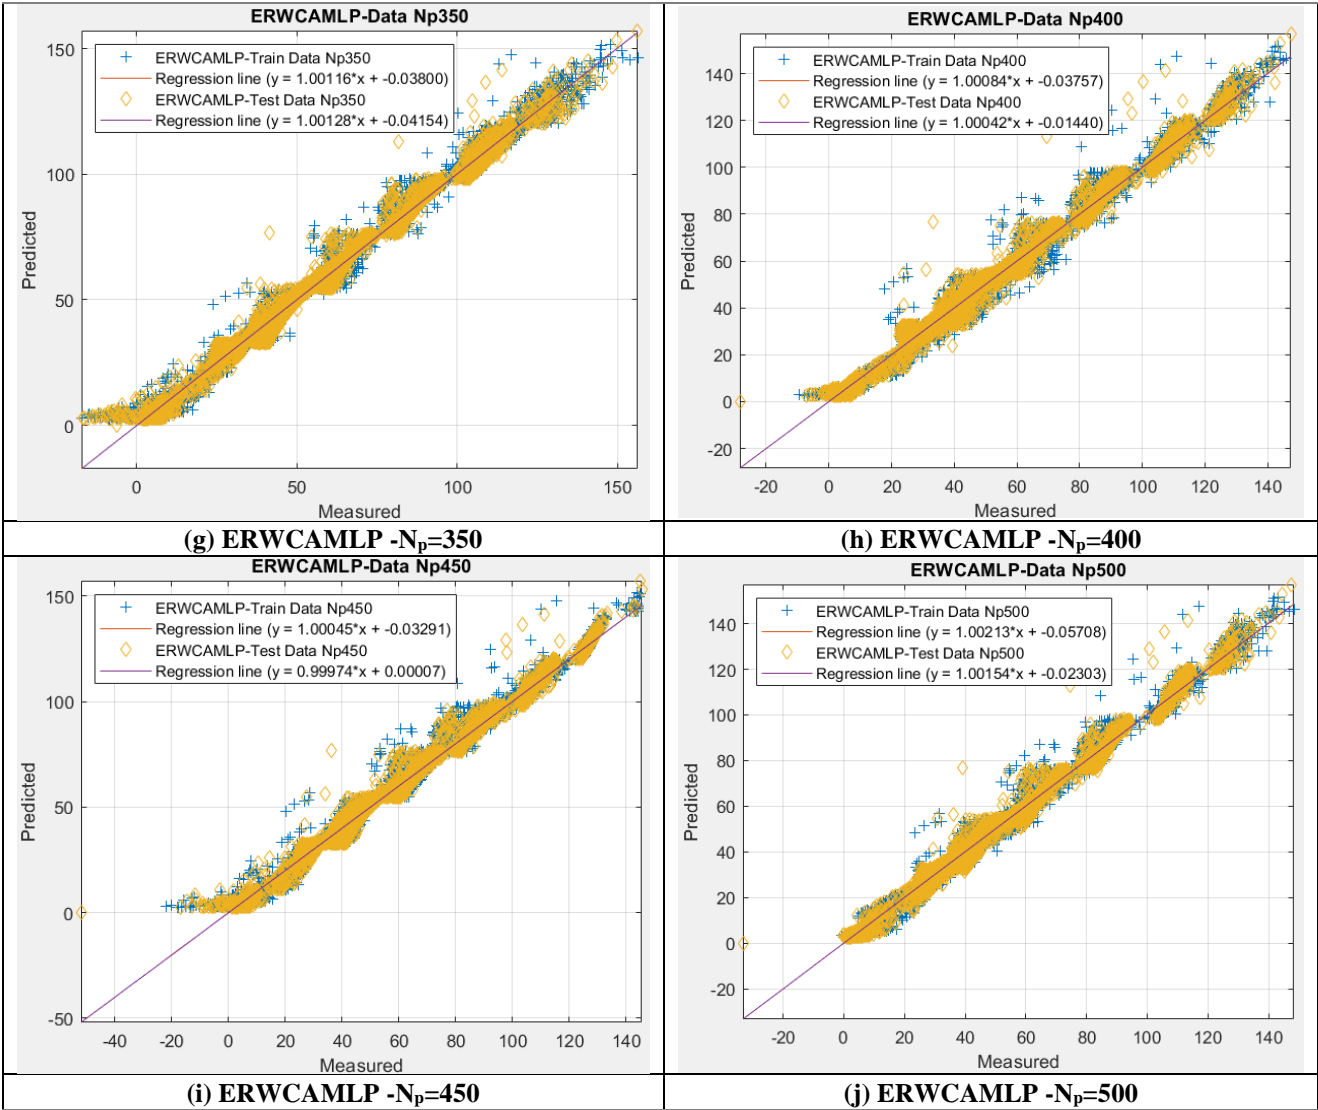 ERWCAMLP-Data Np350
ERWCAMLP-Train Data Np350
Regression line (y = 1.00116*x + -0.03800)
ERWCAMLP-Test Data Np350
Regression line (y = 1.00128*x + -0.04154)
150
100
50
0
Predicted
0 50 100 150
Measured
(g) ERWCAMLP -Np=350
ERWCAMLP-Data Np400
ERWCAMLP-Train Data Np400
Regression line (y = 1.00084*x + -0.03757)
ERWCAMLP-Test Data Np400
Regression line (y = 1.00042*x + -0.01440)
140
120
100
80
60
40
20
0
-20
Predicted
-20 0 20 40 60 80 100 120 140
Measured
(h) ERWCAMLP -Np=400
ERWCAMLP-Data Np450
ERWCAMLP-Train Data Np450
Regression line (y = 1.00045*x + -0.03291)
ERWCAMLP-Test Data Np450
Regression line (y = 0.99974*x + 0.00007)
150
100
50
0
-50
Predicted
-40 -20 0 20 40 60 80 100 120 140
Measured
(i) ERWCAMLP -Np=450
ERWCAMLP-Data Np500
ERWCAMLP-Train Data Np500
Regression line (y = 1.00213*x + -0.05708)
ERWCAMLP-Test Data Np500
Regression line (y = 1.00154*x + -0.02303)
140
120
100
80
60
40
20
0
-20
Predicted
-20 0 20 40 60 80 100 120 140
Measured
(j) ERWCAMLP -Np=500